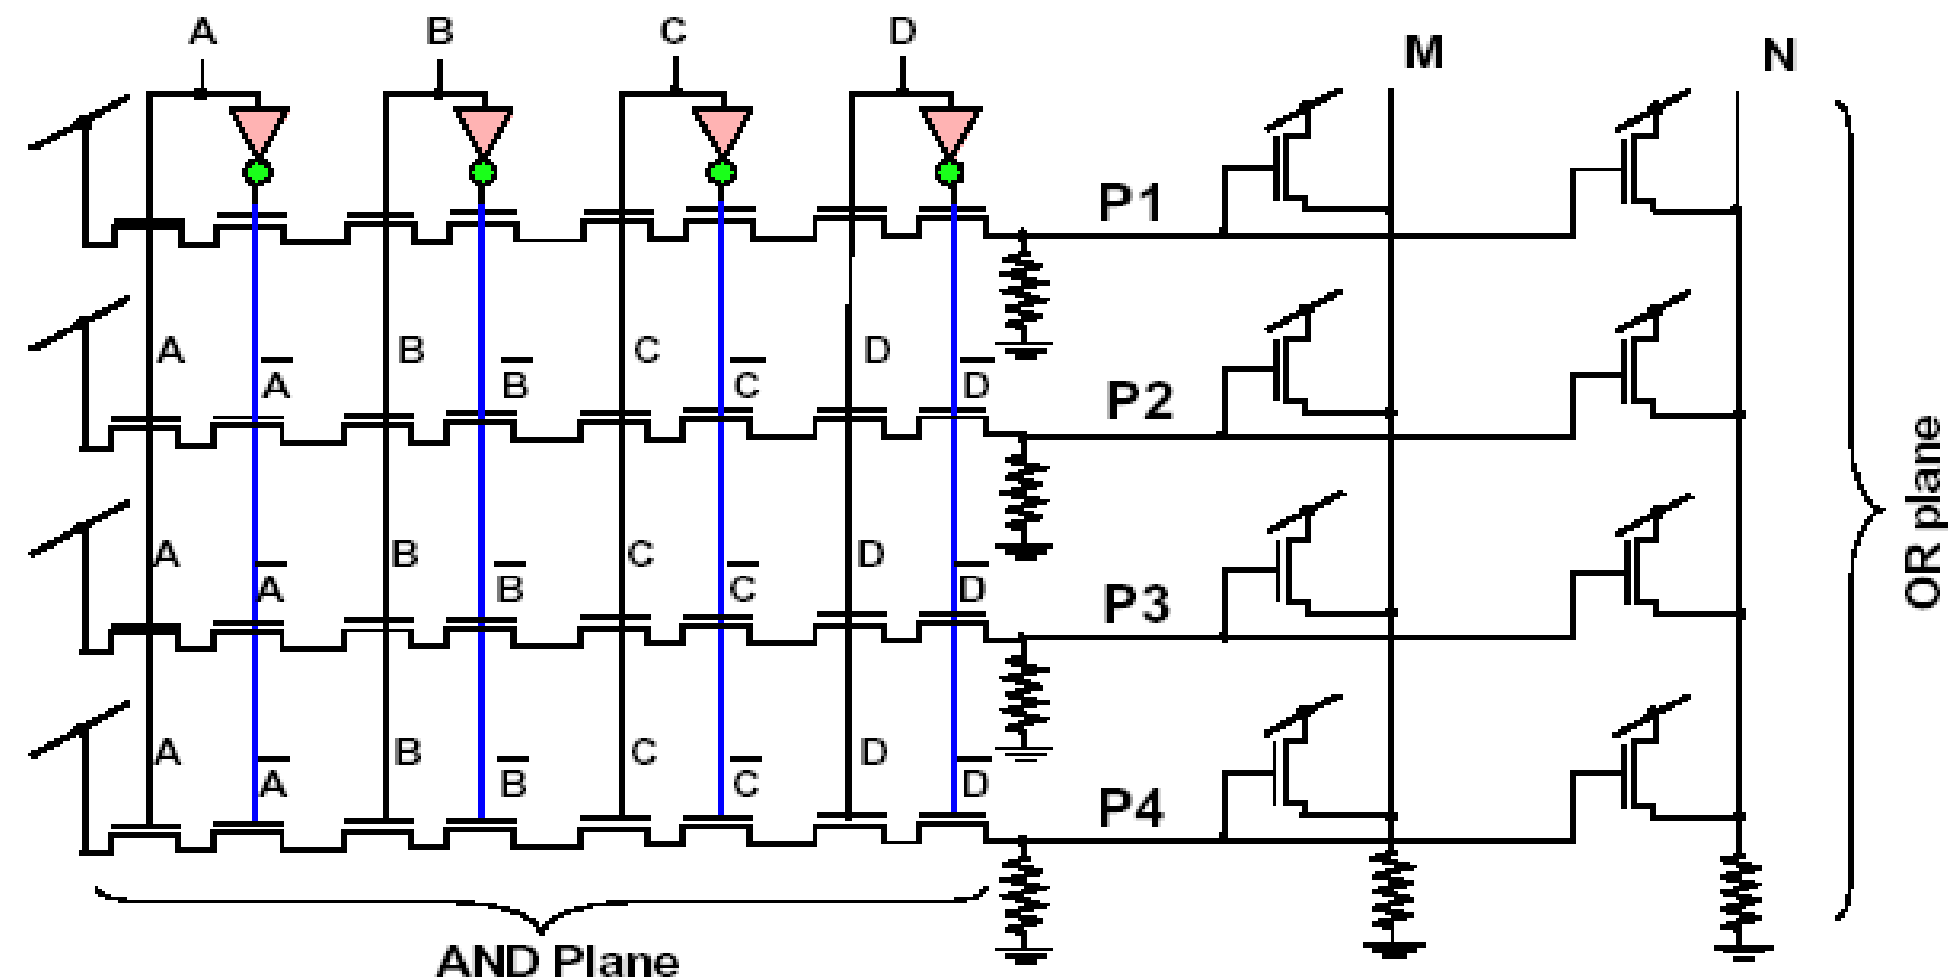 A B C D M N
P1
A B C D
A̅ B̅ C̅ D̅
P2
A B C D
A̅ B̅ C̅ D̅
P3
A B C D
A̅ B̅ C̅ D̅
P4
AND Plane
OR plane